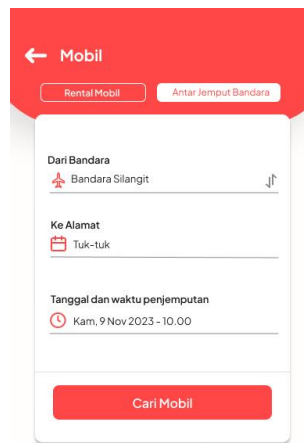 Mobil
Rental Mobil
Antar Jemput Bandara
Dari Bandara
Bandara Silangit
Ke Alamat
Tuk-tuk
Tanggal dan waktu penjemputan
Kam, 9 Nov 2023 - 10.00
Cari Mobil